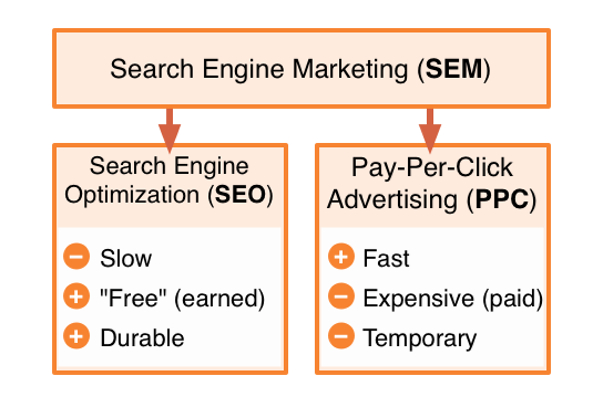 Search Engine Marketing (SEM)
Search Engine
Optimization (SEO)
− Slow
+ "Free" (earned)
+ Durable
Pay-Per-Click
Advertising (PPC)
+ Fast
− Expensive (paid)
− Temporary